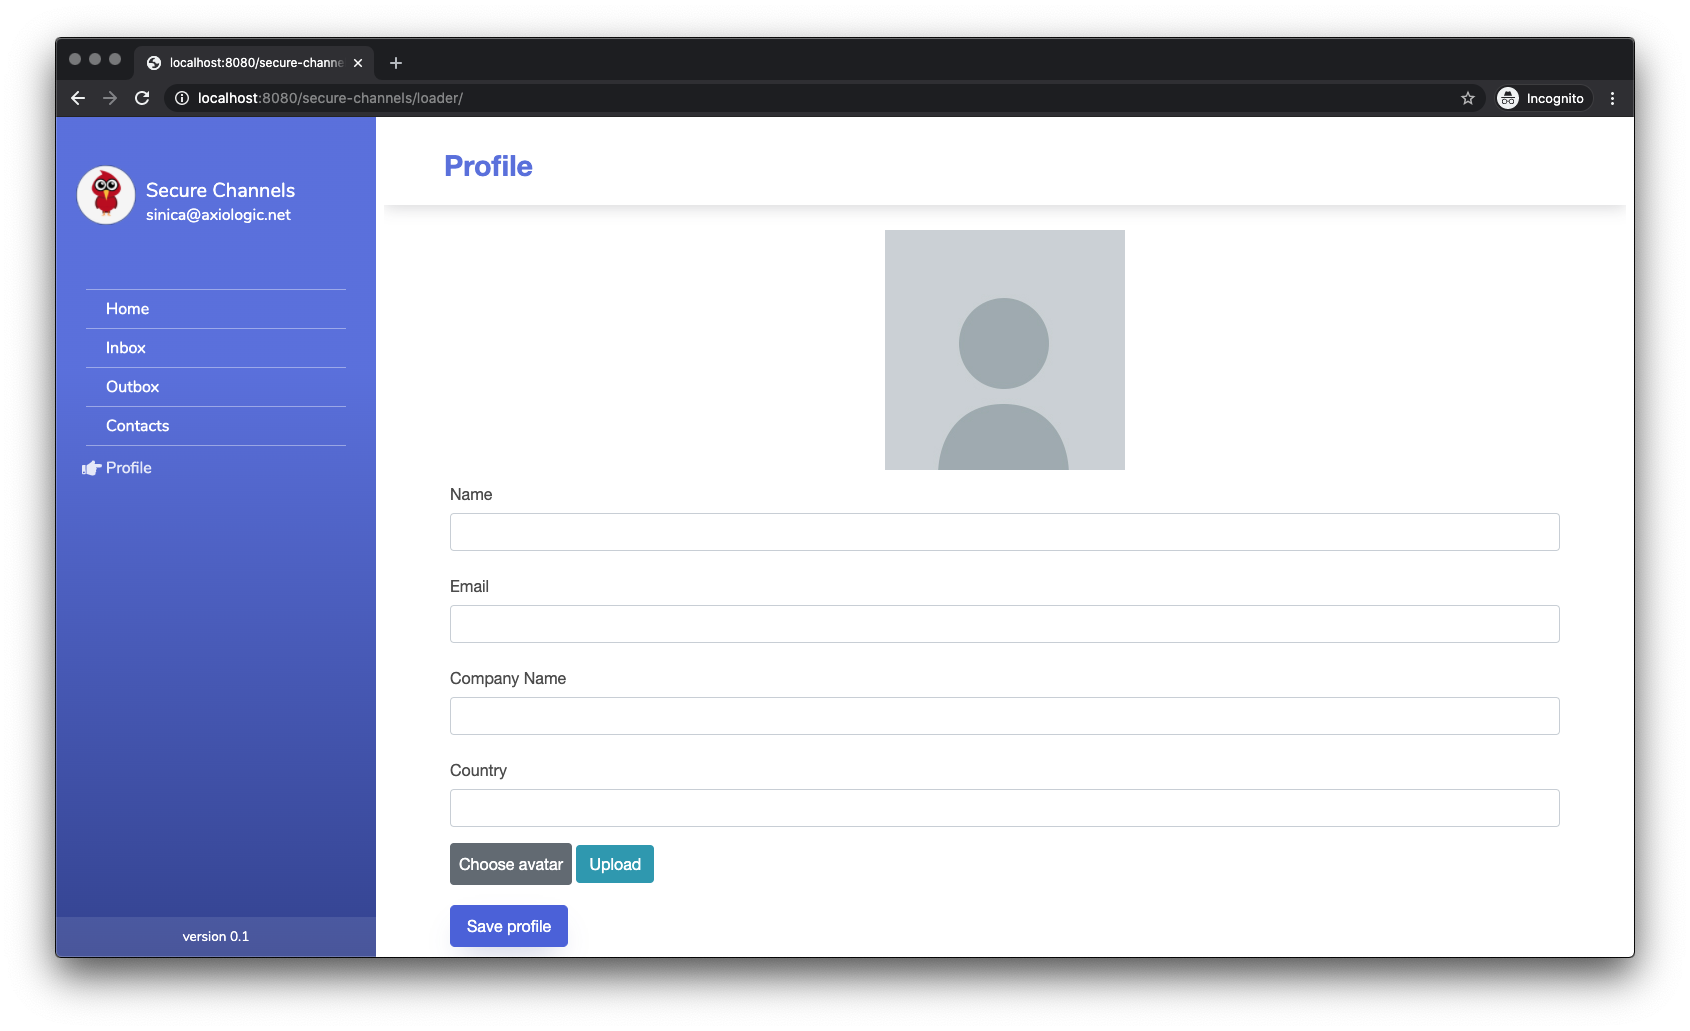 localhost:8080/secure-channe
localhost:8080/secure-channels/loader/
Incognito
Secure Channels
sinica@axiologic.net
Home
Inbox
Outbox
Contacts
Profile
version 0.1
Profile
Name
Email
Company Name
Country
Choose avatar Upload
Save profile